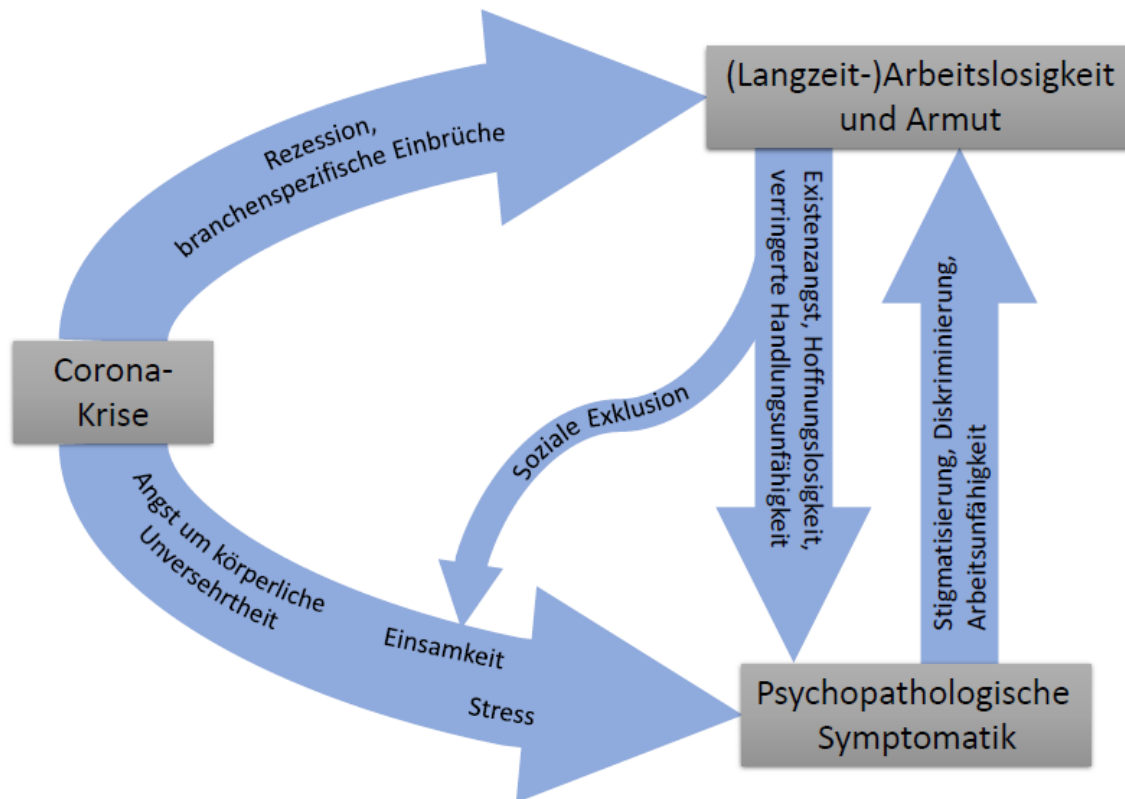 Rezession,
branchenspezifische Einbrüche
(Langzeit-)Arbeitslosigkeit
und Armut
Existenzangst, Hoffnungslosigkeit,
verringerte Handlungsunfähigkeit
Stigmatisierung, Diskriminierung,
Arbeitsunfähigkeit
Corona-
Krise
Soziale Exklusion
Angst um körperliche
Unversehrtheit
Einsamkeit
Stress
Psychopathologische
Symptomatik